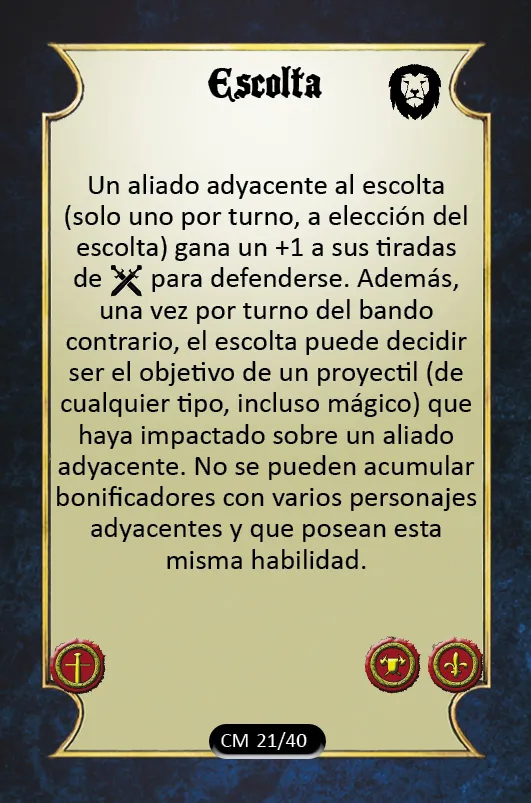 Escolta
Un aliado adyacente al escolta
(solo uno por turno, a elección del
escolta) gana un +1 a sus tiradas
de para defenderse. Además,
una vez por turno del bando
contrario, el escolta puede decidir
ser el objetivo de un proyectil (de
cualquier tipo, incluso mágico) que
haya impactado sobre un aliado
adyacente. No se pueden acumular
bonificadores con varios personajes
adyacentes y que posean esta
misma habilidad.
CM 21/40